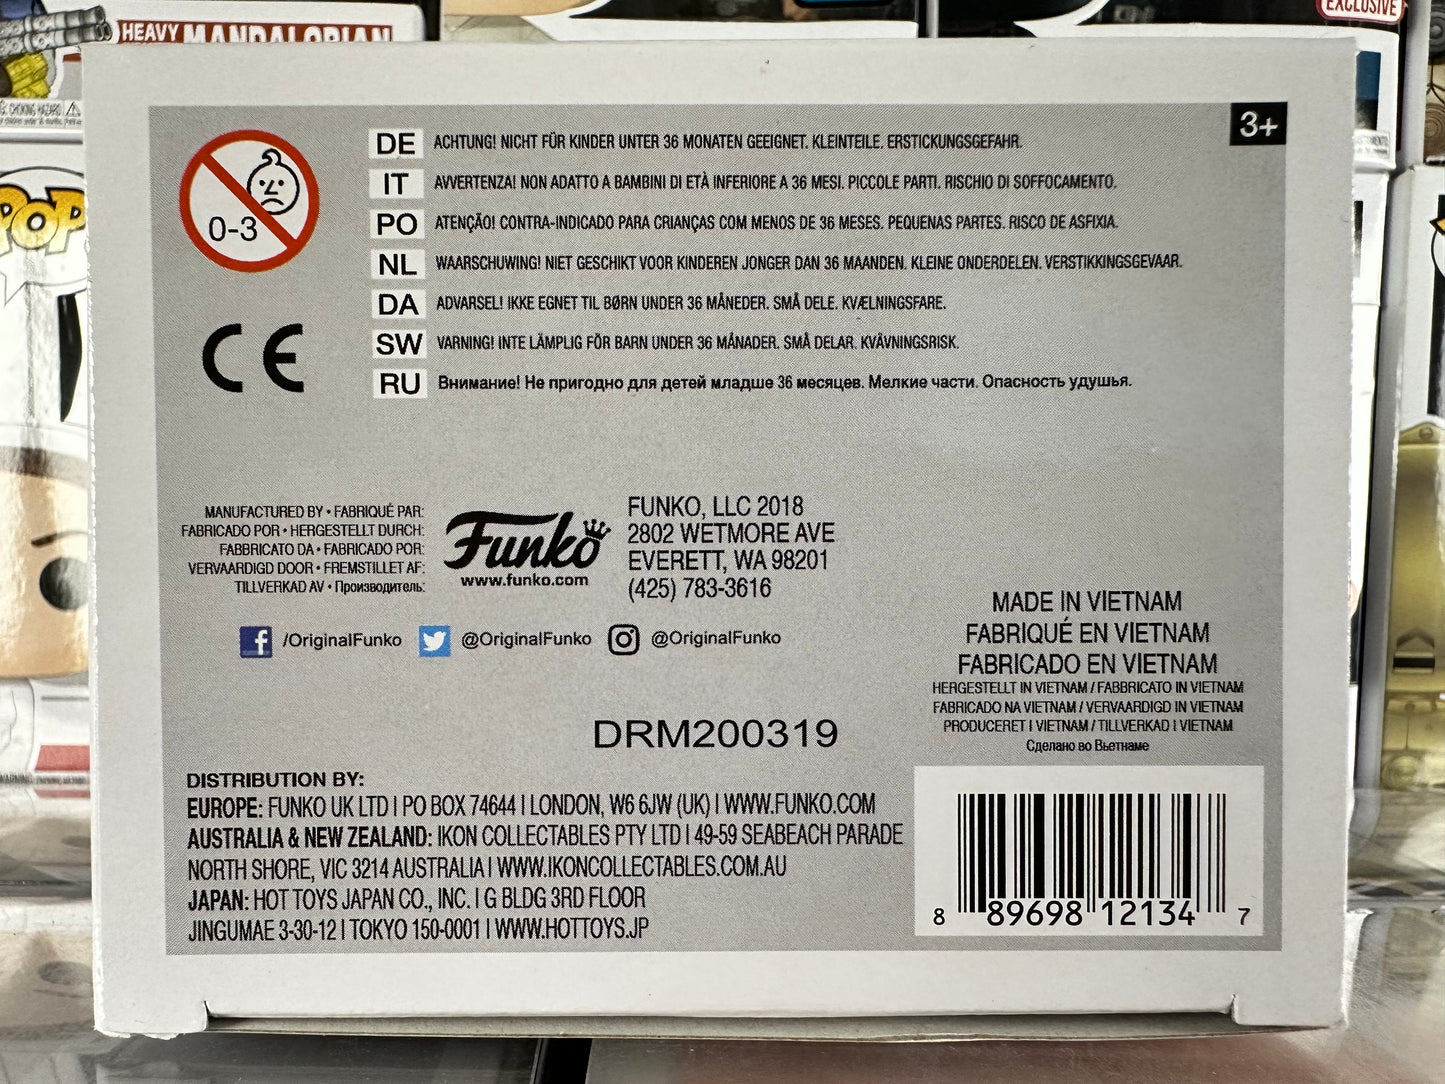 HEAVY MANDALORIAN
EXCLUSIVE
CHOKING HAZARD
POP
3+
0-3
DE ACHTUNG! NICHT FÜR KINDER UNTER 36 MONATEN GEEIGNET. KLEINTEILE. ERSTICKUNGSGEFAHR.
IT AVVERTENZA! NON ADATTO A BAMBINI DI ETÀ INFERIORE A 36 MESI. PICCOLE PARTI. RISCHIO DI SOFFOCAMENTO.
PO ATENÇÃO! CONTRA-INDICADO PARA CRIANÇAS COM MENOS DE 36 MESES. PEQUENAS PARTES. RISCO DE ASFIXIA.
NL WAARSCHUWING! NIET GESCHIKT VOOR KINDEREN JONGER DAN 36 MAANDEN. KLEINE ONDERDELEN. VERSTIKKINGSGEVAAR.
DA ADVARSEL! IKKE EGNET TIL BØRN UNDER 36 MÅNEDER. SMÅ DELE. KVÆLNINGSFARE.
SW VARNING! INTE LÄMPLIG FÖR BARN UNDER 36 MÅNADER. SMÅ DELAR. KVÄVNINGSRISK.
RU Внимание! Не пригодно для детей младше 36 месяцев. Мелкие части. Опасность удушья.
CE
MANUFACTURED BY • FABRIQUÉ PAR:
FABRICADO POR • HERGESTELLT DURCH:
FABBRICATO DA • FABRICADO POR:
VERVAARDIGD DOOR • FREMSTILLET AF:
TILLVERKAD AV • Производитель:
Funko
www.funko.com
FUNKO, LLC 2018
2802 WETMORE AVE
EVERETT, WA 98201
(425) 783-3616
/OriginalFunko @OriginalFunko @OriginalFunko
MADE IN VIETNAM
FABRIQUÉ EN VIETNAM
FABRICADO EN VIETNAM
HERGESTELLT IN VIETNAM / FABBRICATO IN VIETNAM
FABRICADO NA VIETNAM / VERVAARDIGD IN VIETNAM
PRODUCERET I VIETNAM / TILLVERKAD I VIETNAM
Сделано во Вьетнаме
DRM200319
DISTRIBUTION BY:
EUROPE: FUNKO UK LTD | PO BOX 74644 | LONDON, W6 6JW (UK) | WWW.FUNKO.COM
AUSTRALIA & NEW ZEALAND: IKON COLLECTABLES PTY LTD | 49-59 SEABEACH PARADE
NORTH SHORE, VIC 3214 AUSTRALIA | WWW.IKONCOLLECTABLES.COM.AU
JAPAN: HOT TOYS JAPAN CO., INC. | G BLDG 3RD FLOOR
JINGUMAE 3-30-12 | TOKYO 150-0001 | WWW.HOTTOYS.JP
8 89698 12134 7